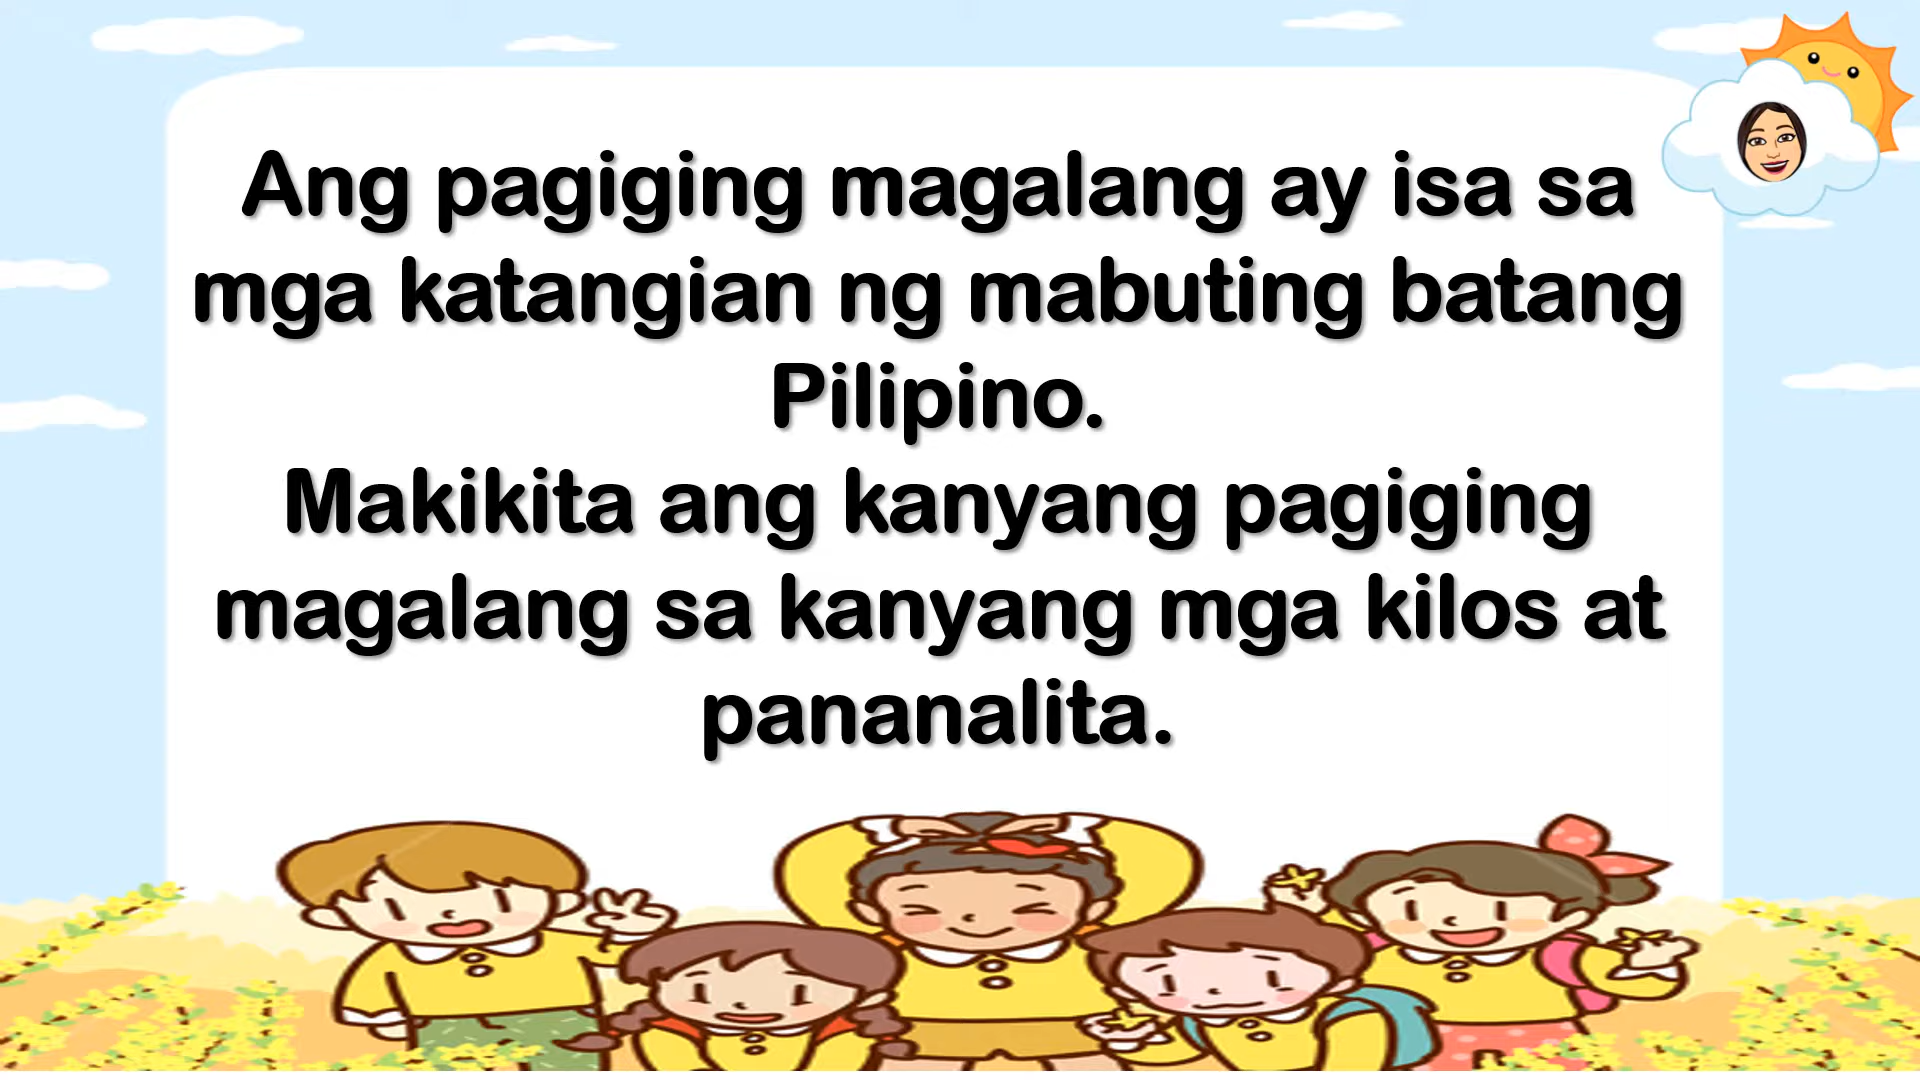 Ang pagiging magalang ay isa sa
mga katangian ng mabuting batang
Pilipino.
Makikita ang kanyang pagiging
magalang sa kanyang mga kilos at
pananalita.